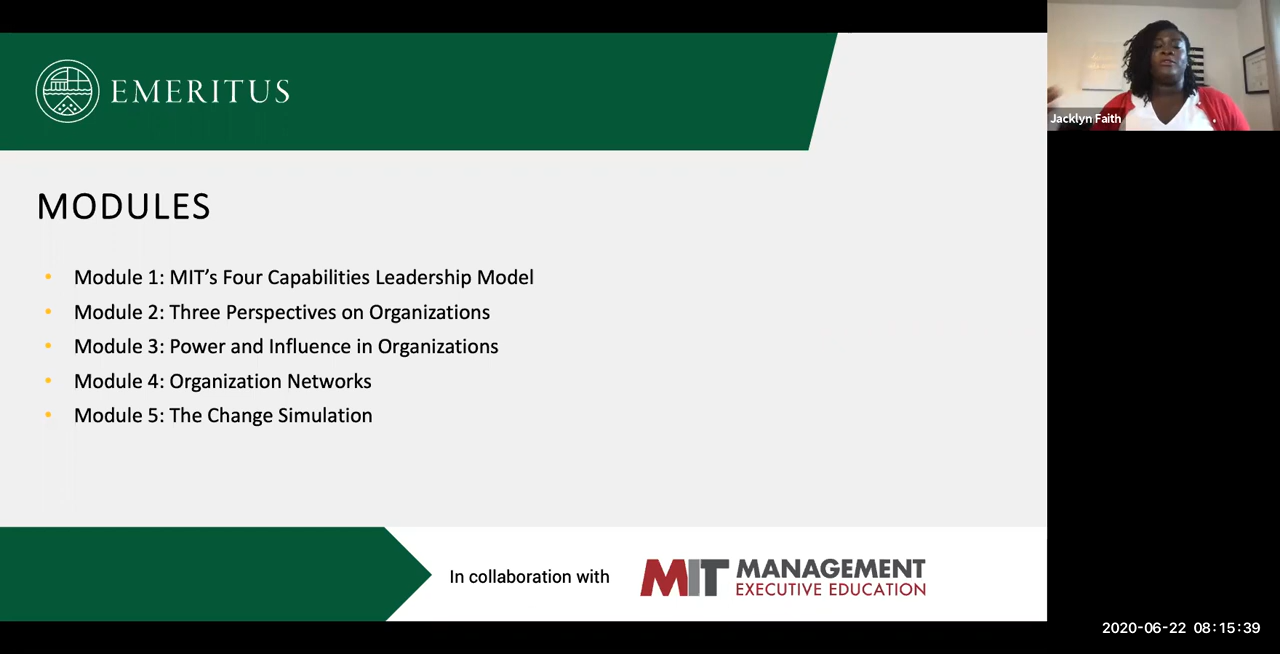 EMERITUS
Jacklyn Faith
MODULES
• Module 1: MIT’s Four Capabilities Leadership Model
• Module 2: Three Perspectives on Organizations
• Module 3: Power and Influence in Organizations
• Module 4: Organization Networks
• Module 5: The Change Simulation
In collaboration with
MIT MANAGEMENT
EXECUTIVE EDUCATION
2020-06-22 08:15:39